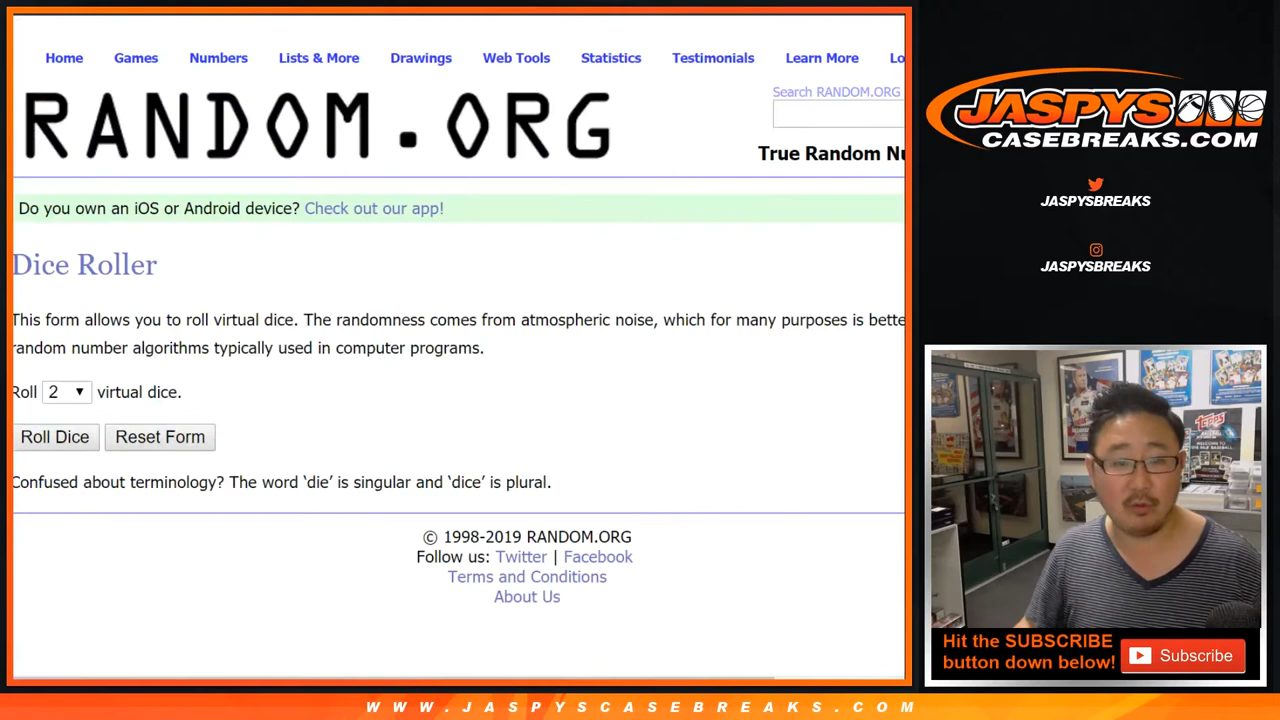 Home Games Numbers Lists & More Drawings Web Tools Statistics Testimonials Learn More Lo
RANDOM.ORG
Search RANDOM.ORG
True Random Nu
Do you own an iOS or Android device? Check out our app!
Dice Roller
This form allows you to roll virtual dice. The randomness comes from atmospheric noise, which for many purposes is bette
random number algorithms typically used in computer programs.
Roll 2 virtual dice.
Roll Dice Reset Form
Confused about terminology? The word ‘die’ is singular and ‘dice’ is plural.
© 1998-2019 RANDOM.ORG
Follow us: Twitter | Facebook
Terms and Conditions
About Us
JASPYS
CASEBREAKS.COM
JASPYSBREAKS
JASPYSBREAKS
topps
Hit the SUBSCRIBE
button down below!
Subscribe
WWW.JASPYSCASEBREAKS.COM